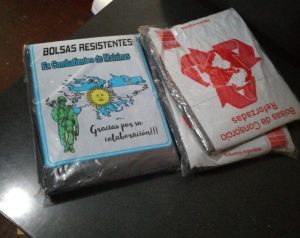 BOLSAS RESISTENTES
Ex Combatientes de Malvinas
Gracias por su
colaboración!!!
Bolsas de Consorcio
Reforzadas